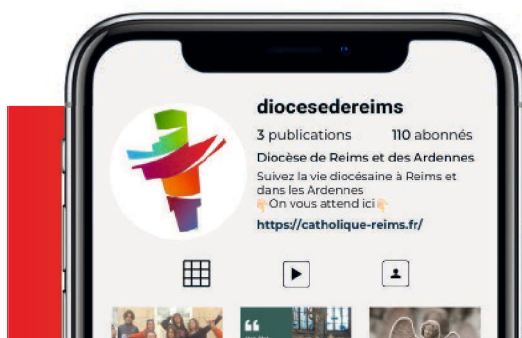 diocesedereims
3 publications 110 abonnés
Diocèse de Reims et des Ardennes
Suivez la vie diocésaine à Reims et
dans les Ardennes
👇On vous attend ici👇
https://catholique-reims.fr/